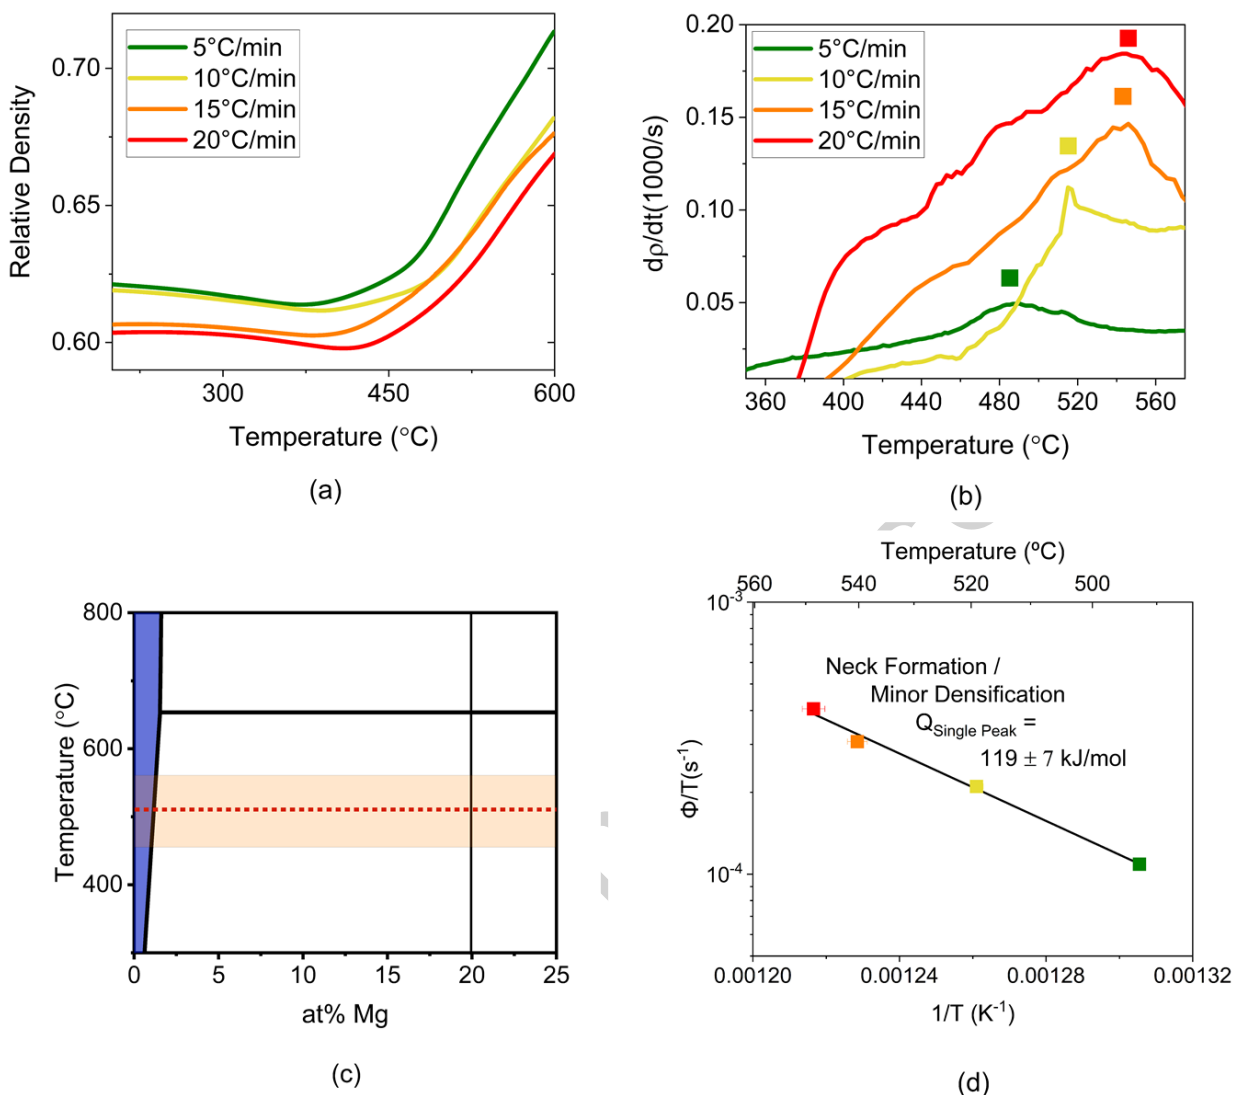 0.70
0.65
0.60
Relative Density
5°C/min
10°C/min
15°C/min
20°C/min
300 450 600
Temperature (°C)
(a)
0.20
0.15
0.10
0.05
dρ/dt(1000/s)
5°C/min
10°C/min
15°C/min
20°C/min
360 400 440 480 520 560
Temperature (°C)
(b)
800
600
400
Temperature (°C)
0 5 10 15 20 25
at% Mg
(c)
Temperature (ºC)
560 540 520 500
10⁻³
10⁻⁴
Φ/T(s⁻¹)
Neck Formation /
Minor Densification
Q Single Peak =
119 ± 7 kJ/mol
0.00120 0.00124 0.00128 0.00132
1/T (K⁻¹)
(d)